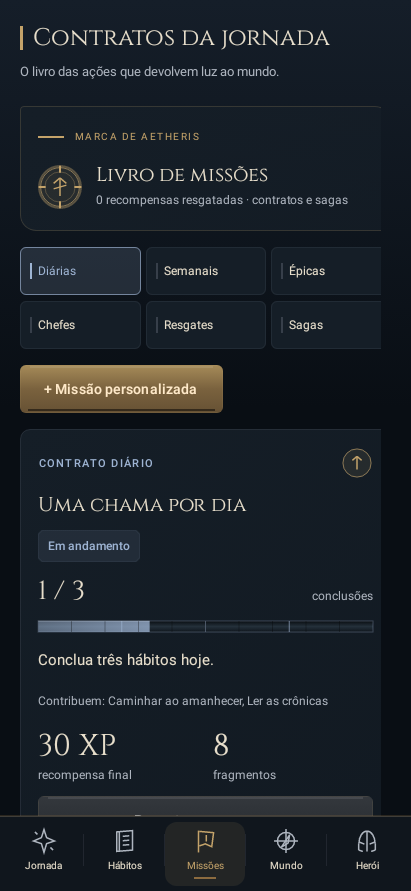 Contratos da Jornada
O livro das ações que devolvem luz ao mundo.
MARCA DE AETHERIS
Livro de missões
0 recompensas resgatadas · contratos e sagas
Diárias
Semanais
Épicas
Chefes
Resgates
Sagas
+ Missão personalizada
CONTRATO DIÁRIO
Uma chama por dia
Em andamento
1 / 3
conclusões
Conclua três hábitos hoje.
Contribuem: Caminhar ao amanhecer, Ler as crônicas
30 XP
8
recompensa final
fragmentos
Jornada
Hábitos
Missões
Mundo
Herói